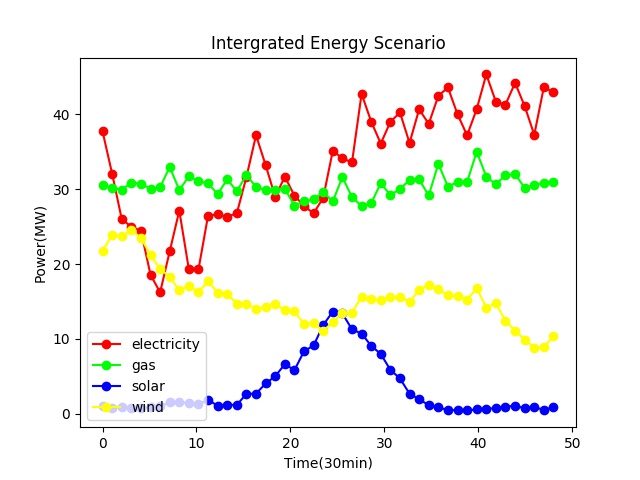 Intergrated Energy Scenario
Power(MW)
40
30
20
10
0
electricity
gas
solar
wind
0 10 20 30 40 50
Time(30min)